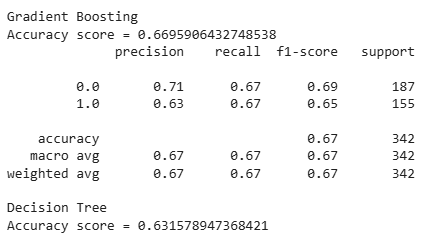 Gradient Boosting
Accuracy score = 0.6695906432748538
precision recall f1-score support
0.0 0.71 0.67 0.69 187
1.0 0.63 0.67 0.65 155
accuracy 0.67 342
macro avg 0.67 0.67 0.67 342
weighted avg 0.67 0.67 0.67 342
Decision Tree
Accuracy score = 0.631578947368421